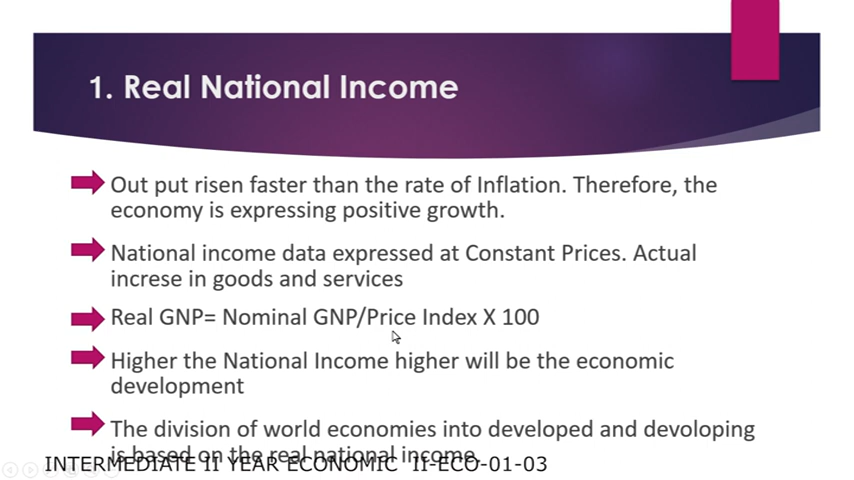 1. Real National Income
Out put risen faster than the rate of Inflation. Therefore, the
economy is expressing positive growth.
National income data expressed at Constant Prices. Actual
increse in goods and services
Real GNP= Nominal GNP/Price Index X 100
Higher the National Income higher will be the economic
development
The division of world economies into developed and devoloping
is based on the real national income.
INTERMEDIATE II YEAR ECONOMIC II-ECO-01-03